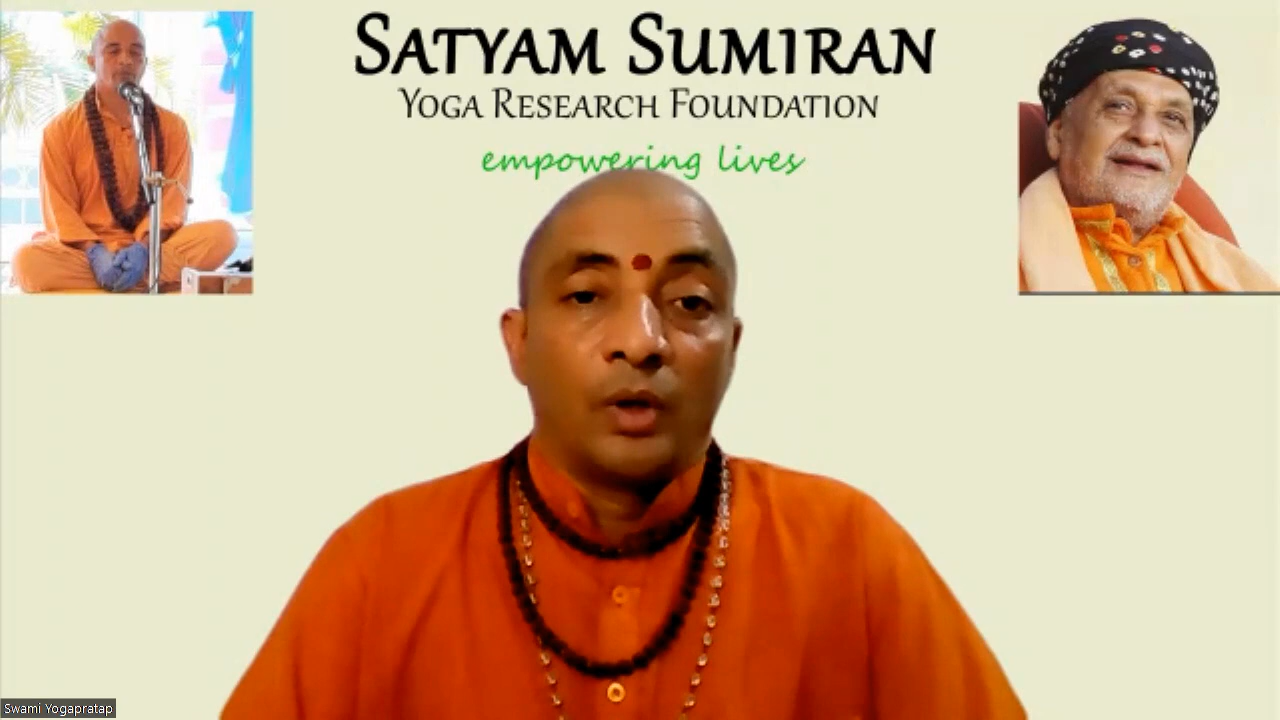 SATYAM SUMIRAN
YOGA RESEARCH FOUNDATION
empowering lives
Swami Yogapratap